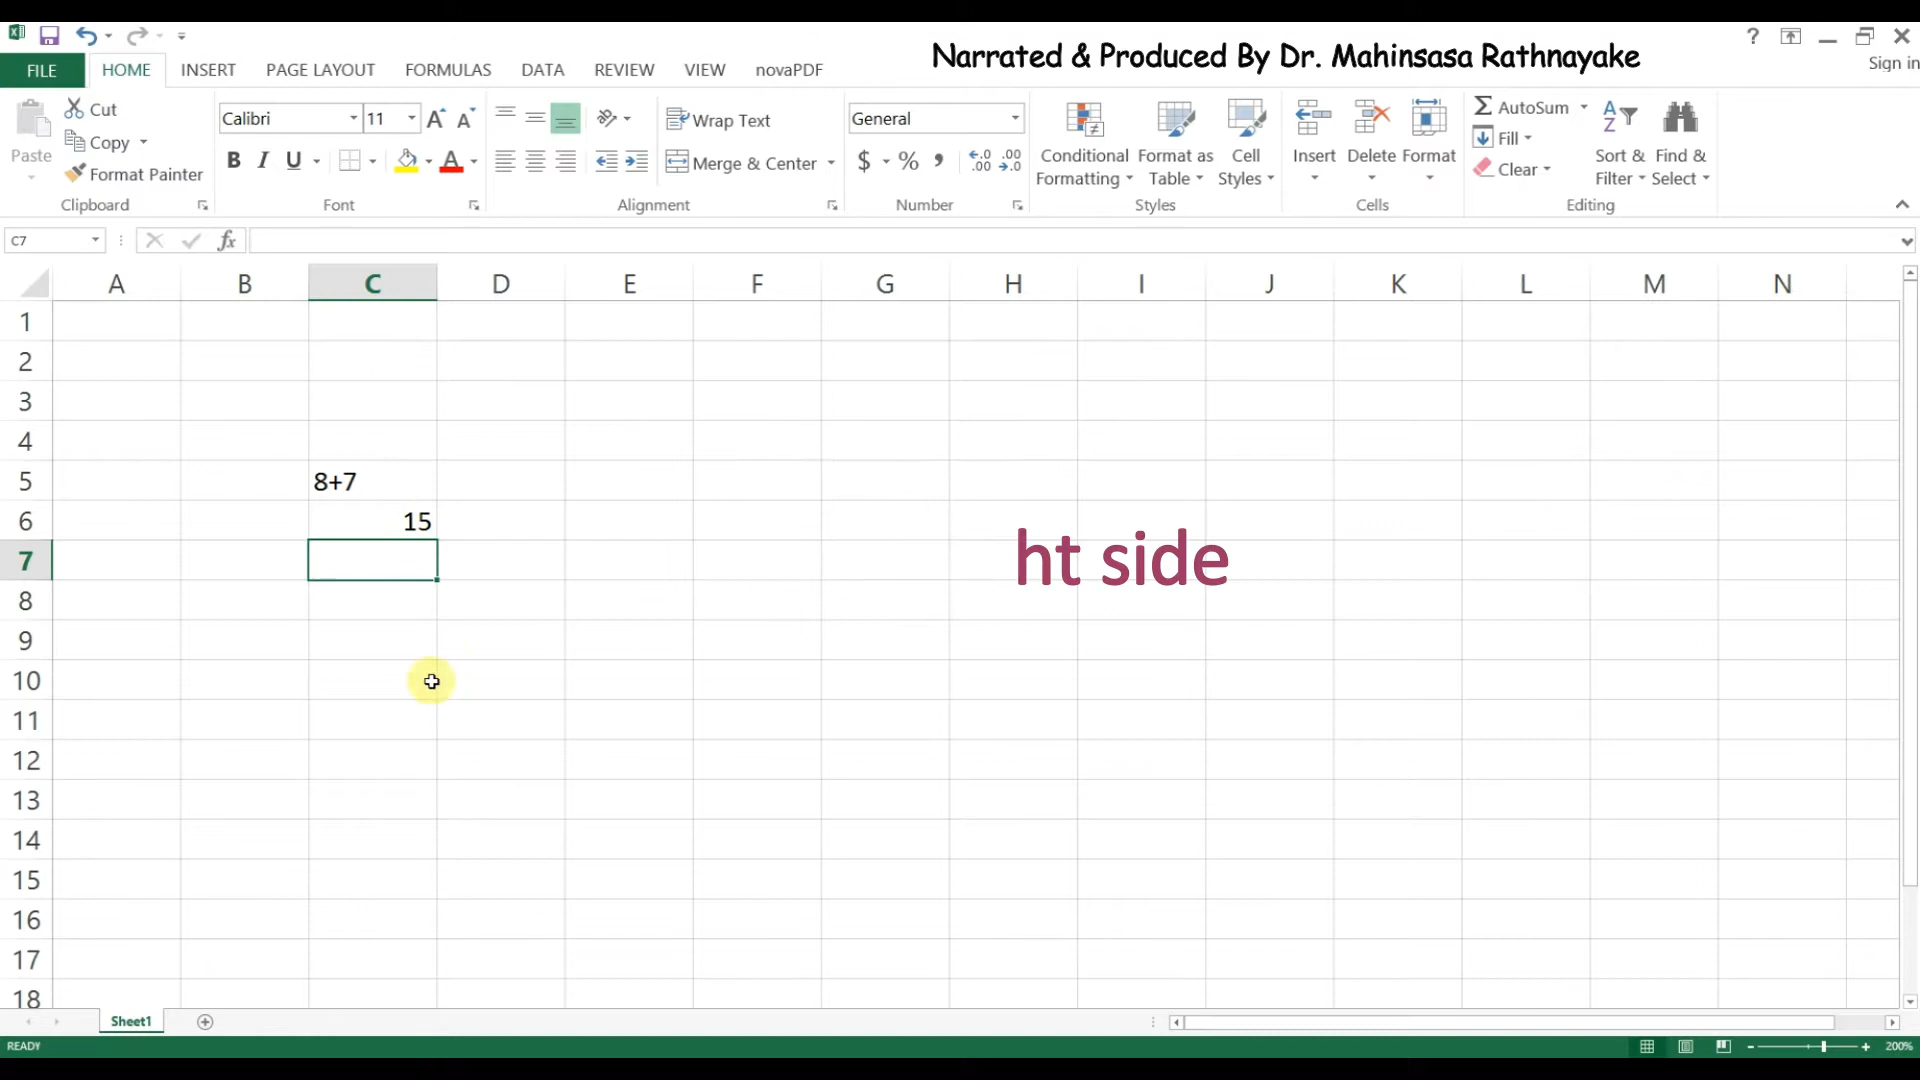 Narrated & Produced By Dr. Mahinsasa Rathnayake
Sign in
FILE HOME INSERT PAGE LAYOUT FORMULAS DATA REVIEW VIEW novaPDF
Paste
Cut
Copy
Format Painter
Clipboard
Calibri 11
B I U A
Font
Wrap Text
Merge & Center
Alignment
General
$ % ,
Number
Conditional Formatting
Format as Table
Cell Styles
Styles
Insert Delete Format
Cells
AutoSum
Fill
Clear
Sort & Filter
Find & Select
Editing
C7
fx
A B C D E F G H I J K L M N
1
2
3
4
5 8+7
6 15
7
ht side
8
9
10
11
12
13
14
15
16
17
18
Sheet1
READY
200%